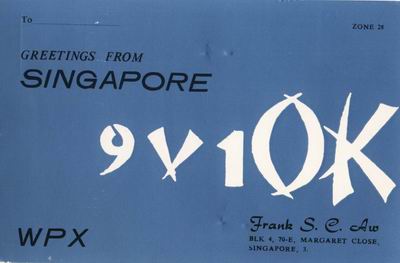 To
ZONE 28
GREETINGS FROM
SINGAPORE
9V1OK
Frank S. C. Aw
BLK 4, 70-E, MARGARET CLOSE,
SINGAPORE, 3.
WPX